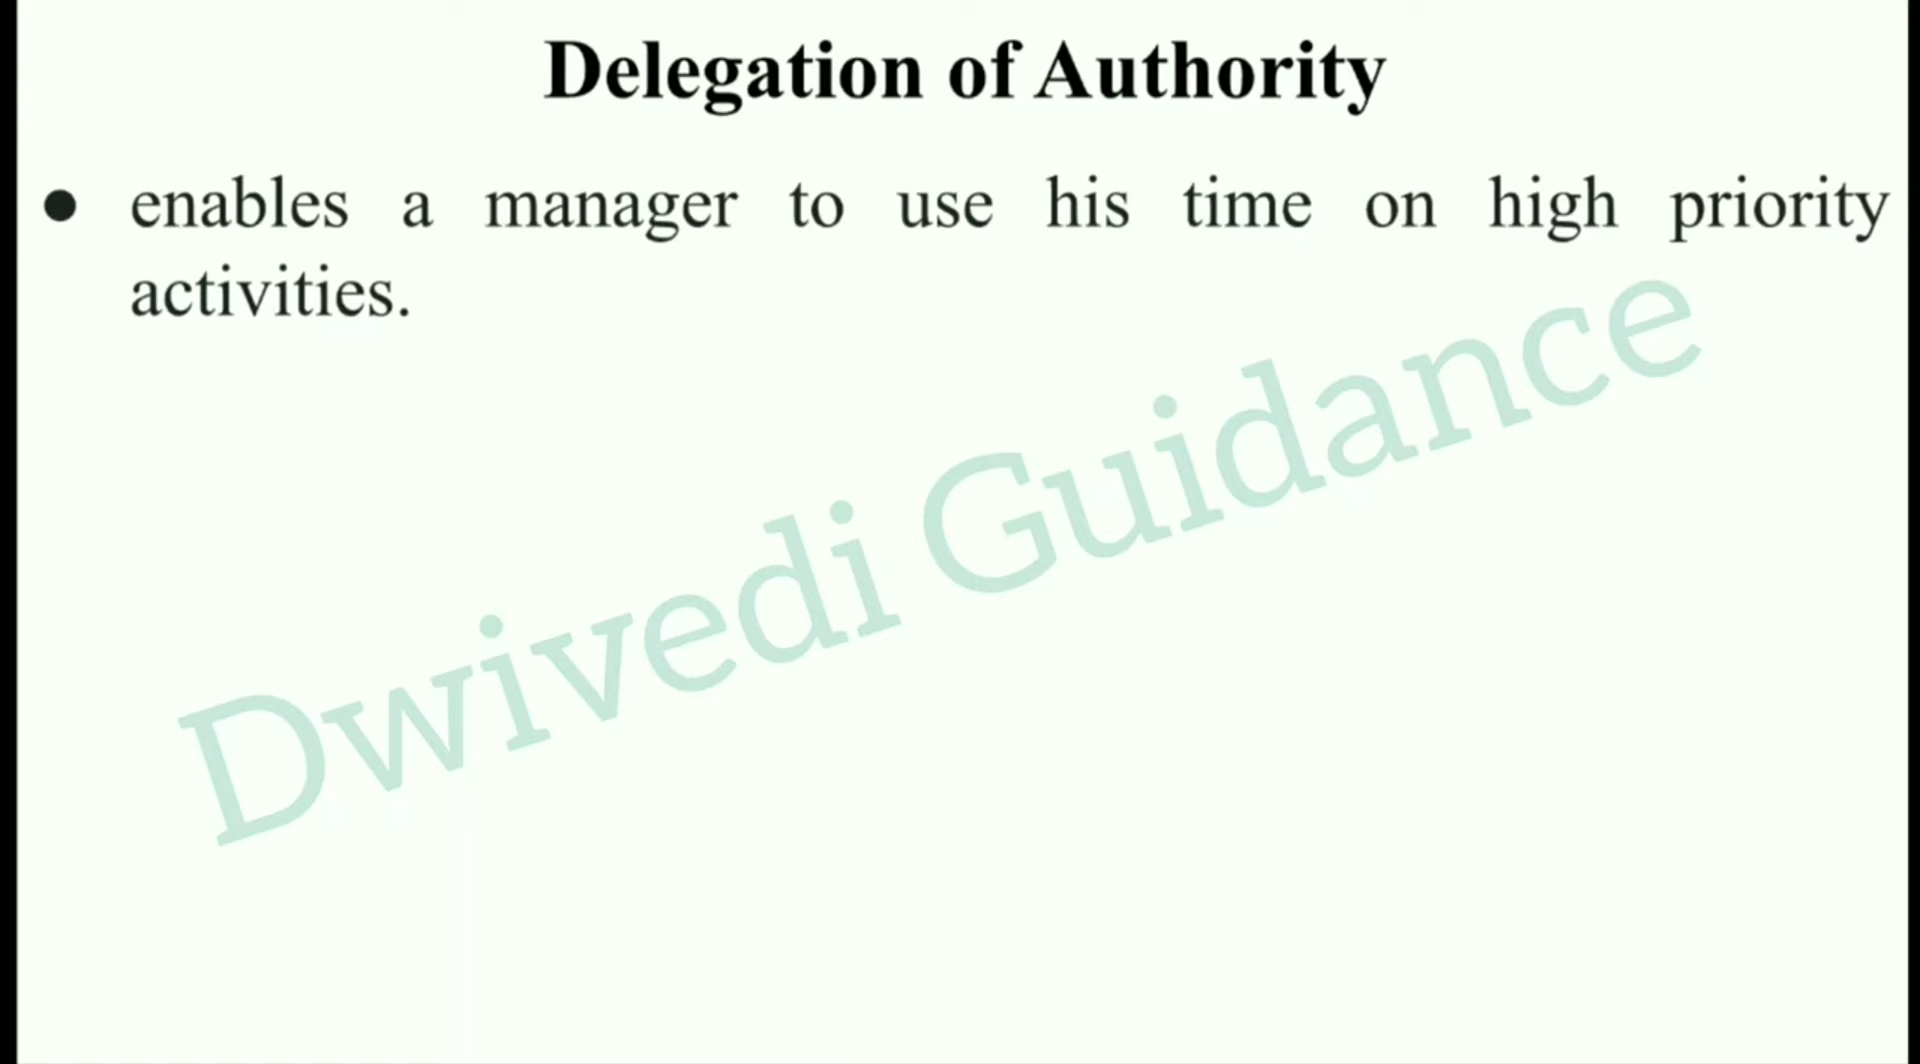 Delegation of Authority
● enables a manager to use his time on high priority
activities.
Dwivedi Guidance